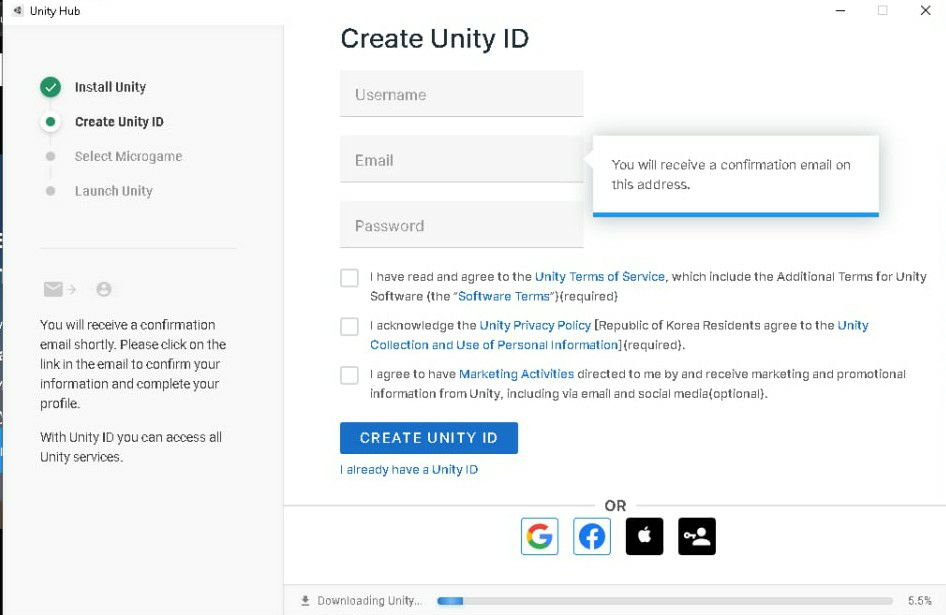 Unity Hub
Install Unity
Create Unity ID
Select Microgame
Launch Unity
You will receive a confirmation
email shortly. Please click on the
link in the email to confirm your
information and complete your
profile.
With Unity ID you can access all
Unity services.
Create Unity ID
Username
Email
You will receive a confirmation email on
this address.
Password
I have read and agree to the Unity Terms of Service, which include the Additional Terms for Unity
Software {the “Software Terms”}{required}
I acknowledge the Unity Privacy Policy [Republic of Korea Residents agree to the Unity
Collection and Use of Personal Information]{required}.
I agree to have Marketing Activities directed to me by and receive marketing and promotional
information from Unity, including via email and social media{optional}.
CREATE UNITY ID
I already have a Unity ID
OR
Downloading Unity... 5.5%